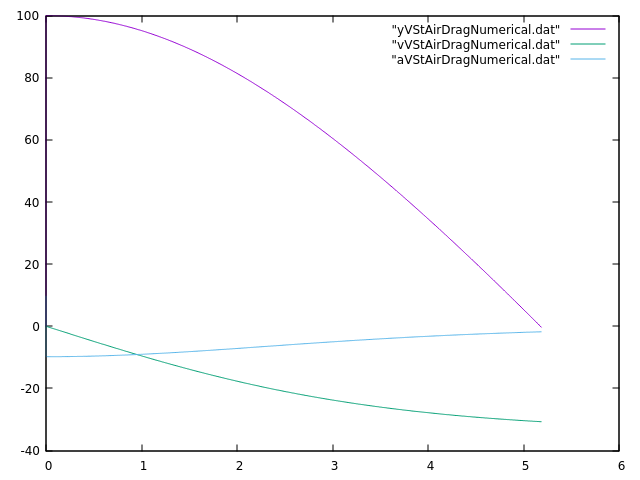 100
80
60
40
20
0
-20
-40
0 1 2 3 4 5 6
"yVStAirDragNumerical.dat"
"vVStAirDragNumerical.dat"
"aVStAirDragNumerical.dat"